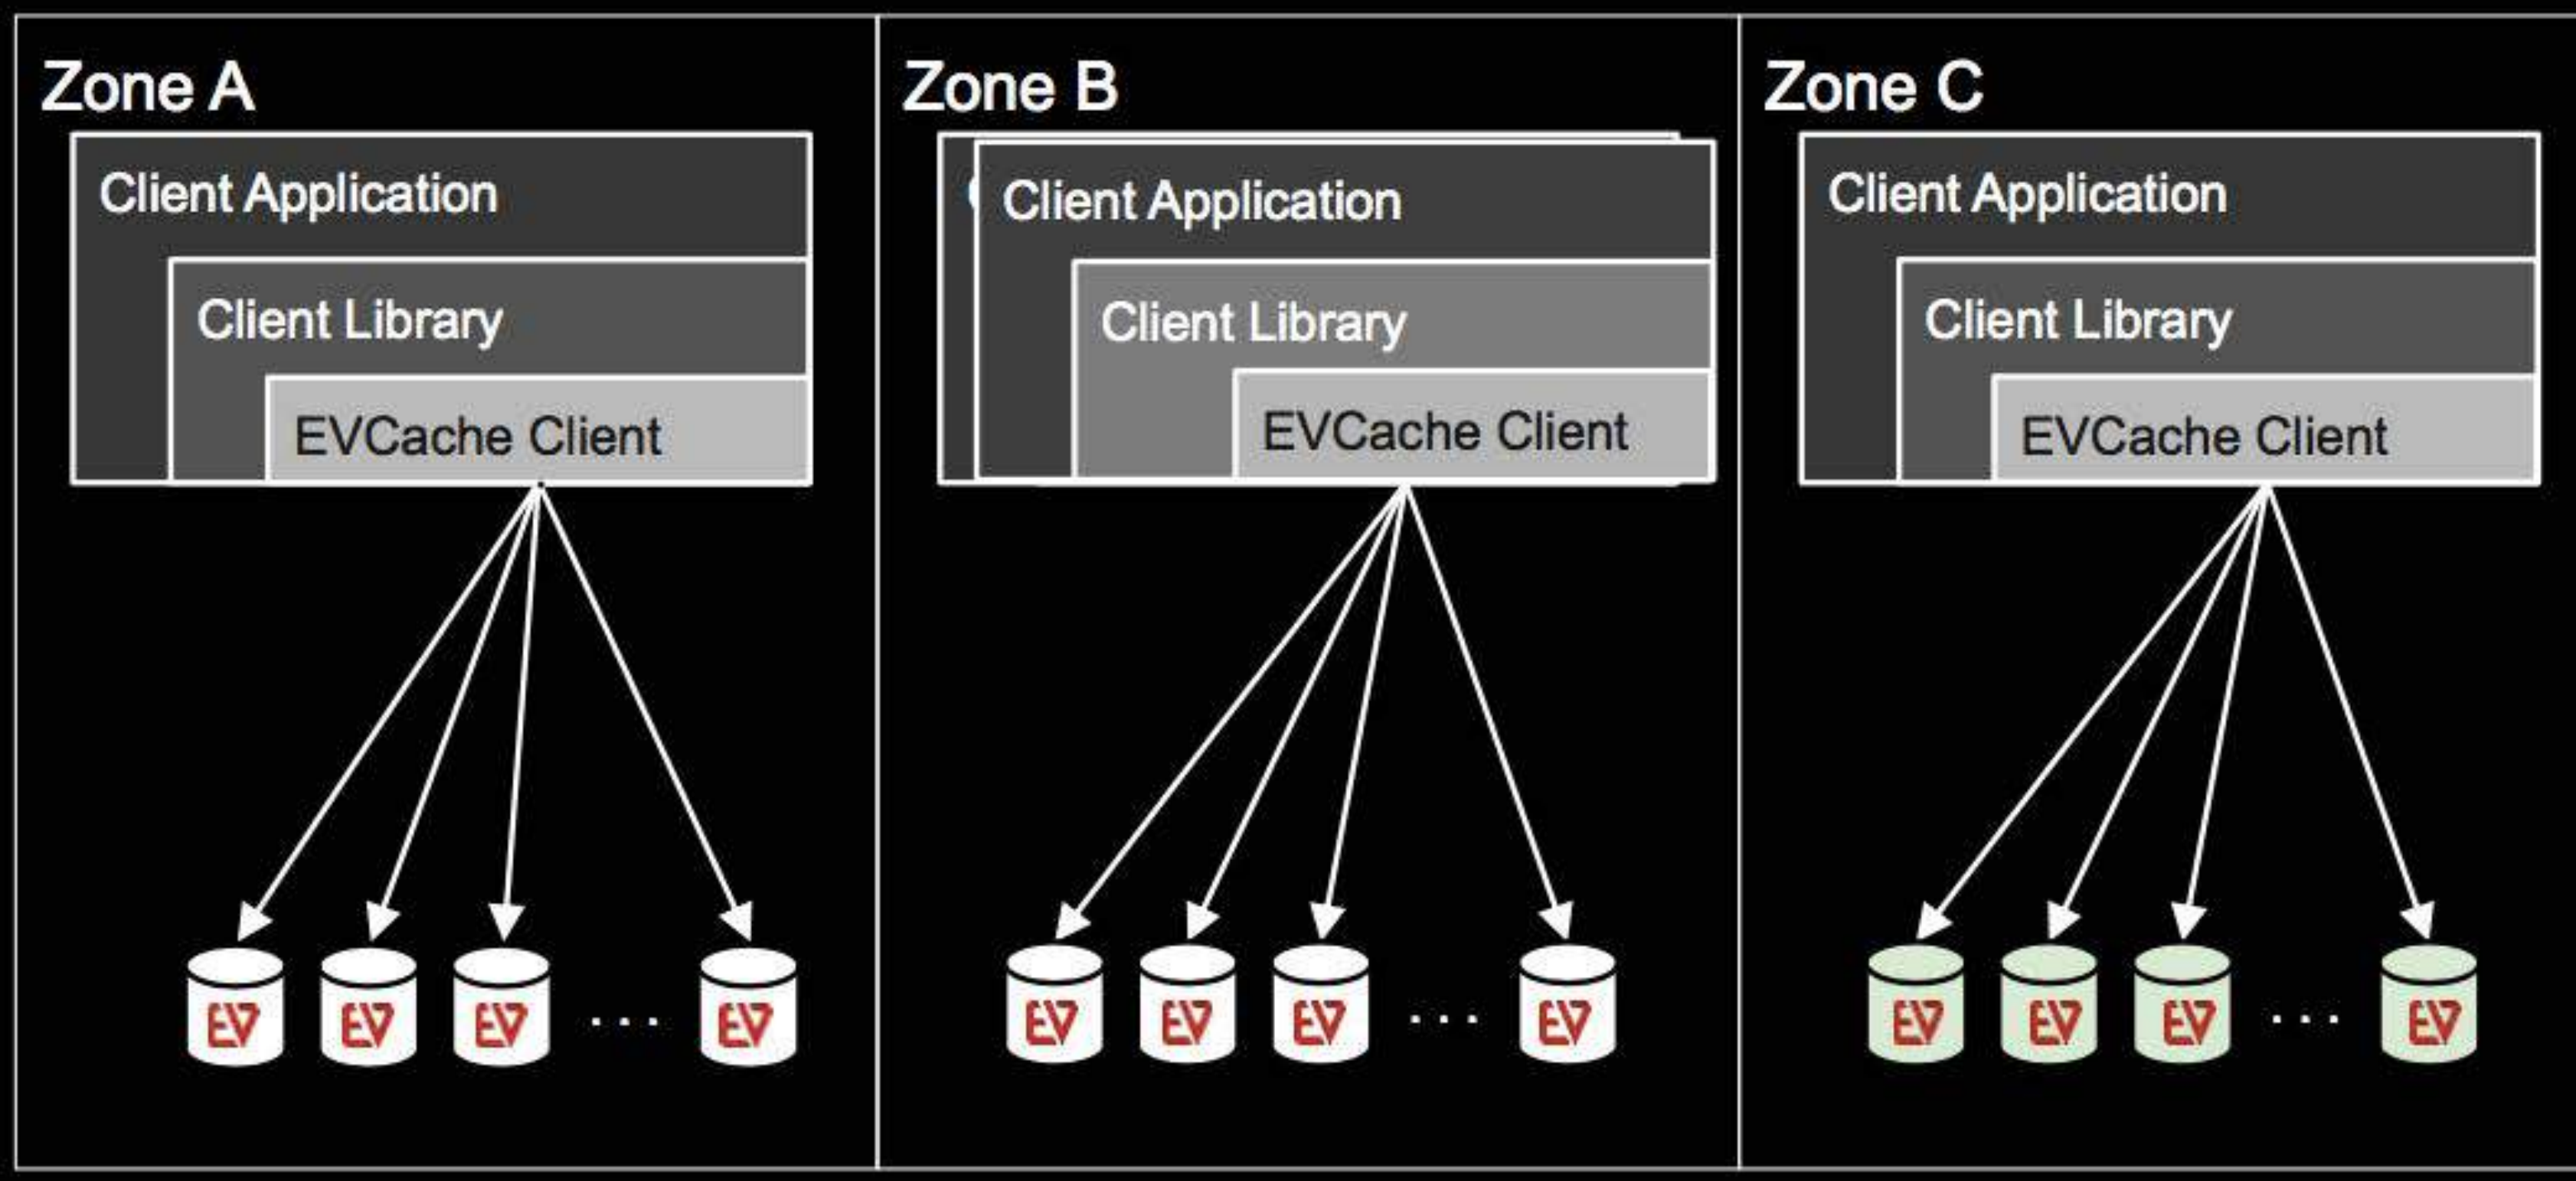 Zone A
Client Application
Client Library
EVCache Client
EV EV EV . . . EV
Zone B
Client Application
Client Library
EVCache Client
EV EV EV . . . EV
Zone C
Client Application
Client Library
EVCache Client
EV EV EV . . . EV